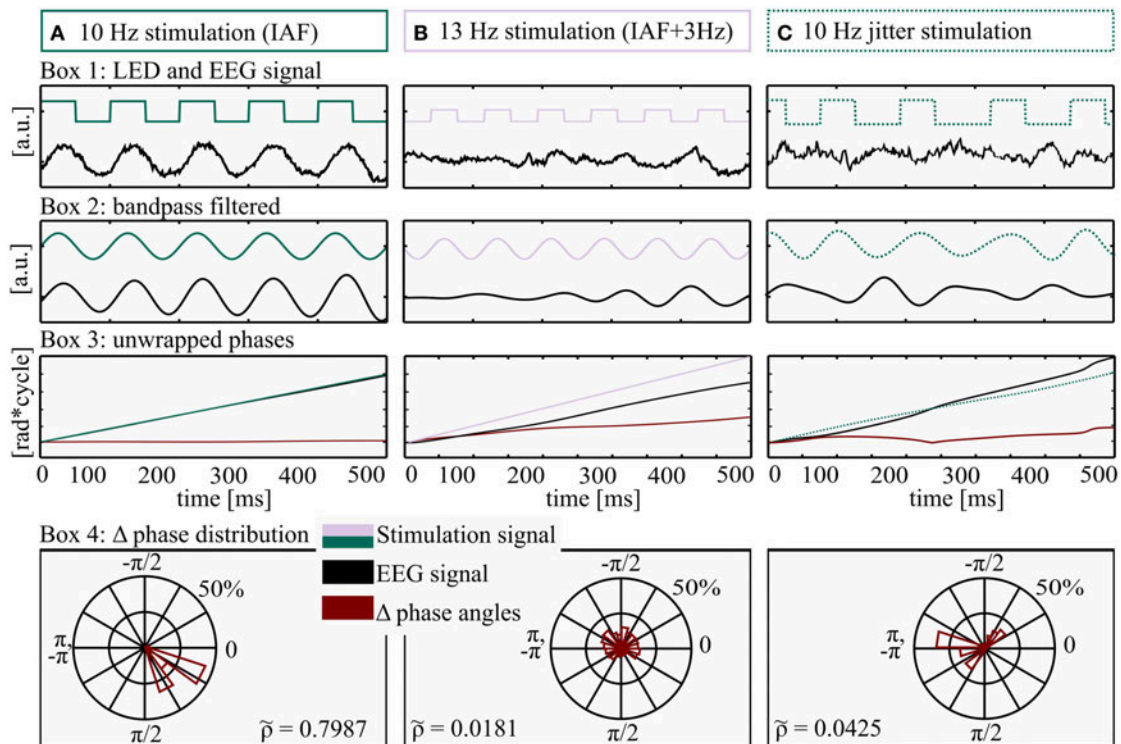 A 10 Hz stimulation (IAF)
B 13 Hz stimulation (IAF+3Hz)
C 10 Hz jitter stimulation
Box 1: LED and EEG signal
[a.u.]
Box 2: bandpass filtered
[a.u.]
Box 3: unwrapped phases
[rad*cycle]
0 100 200 300 400 500
time [ms]
0 100 200 300 400 500
time [ms]
0 100 200 300 400 500
time [ms]
Box 4: Δ phase distribution
Stimulation signal
EEG signal
Δ phase angles
-π/2
50%
π,
-π
0
π/2
ρ̃ = 0.7987
-π/2
50%
π,
-π
0
π/2
ρ̃ = 0.0181
-π/2
50%
π,
-π
0
π/2
ρ̃ = 0.0425